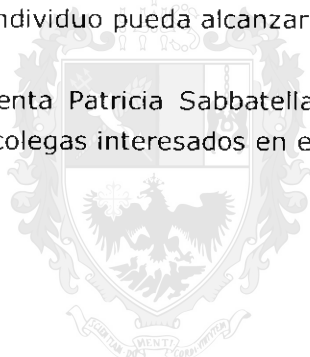 ndividuo pueda alcanzar
enta Patricia Sabbatella
colegas interesados en e